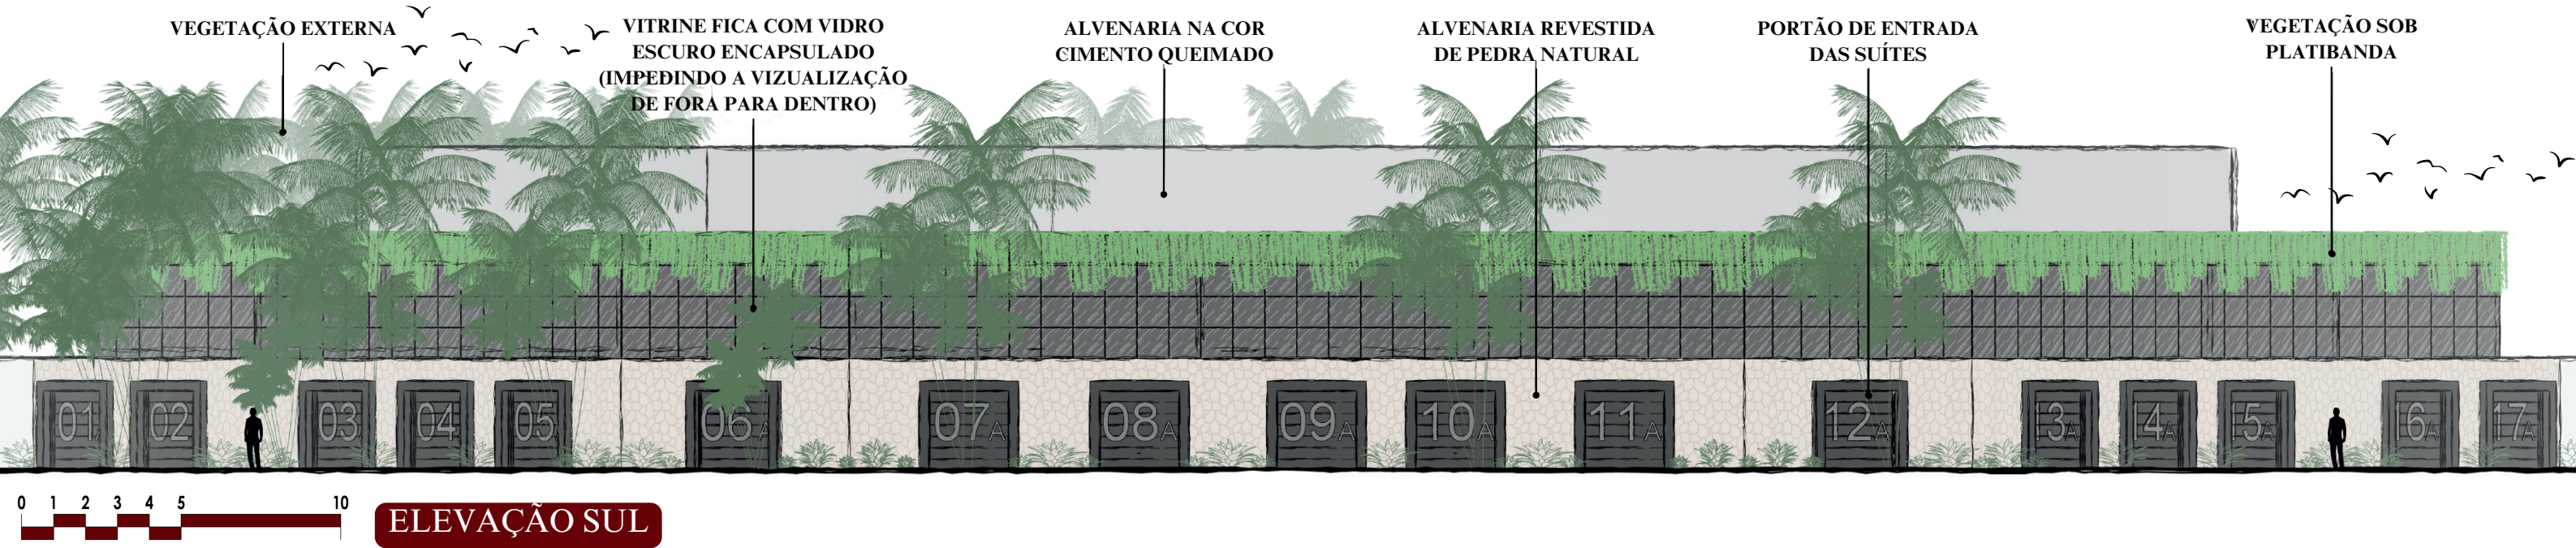 VEGETAÇÃO EXTERNA
VITRINE FICA COM VIDRO
ESCURO ENCAPSULADO
(IMPEDINDO A VIZUALIZAÇÃO
DE FORA PARA DENTRO)
ALVENARIA NA COR
CIMENTO QUEIMADO
ALVENARIA REVESTIDA
DE PEDRA NATURAL
PORTÃO DE ENTRADA
DAS SUÍTES
VEGETAÇÃO SOB
PLATIBANDA
01
02
03
04
05
06A
07A
08A
09A
10A
11A
12A
13A
14A
15A
16A
17A
0 1 2 3 4 5 10
ELEVAÇÃO SUL